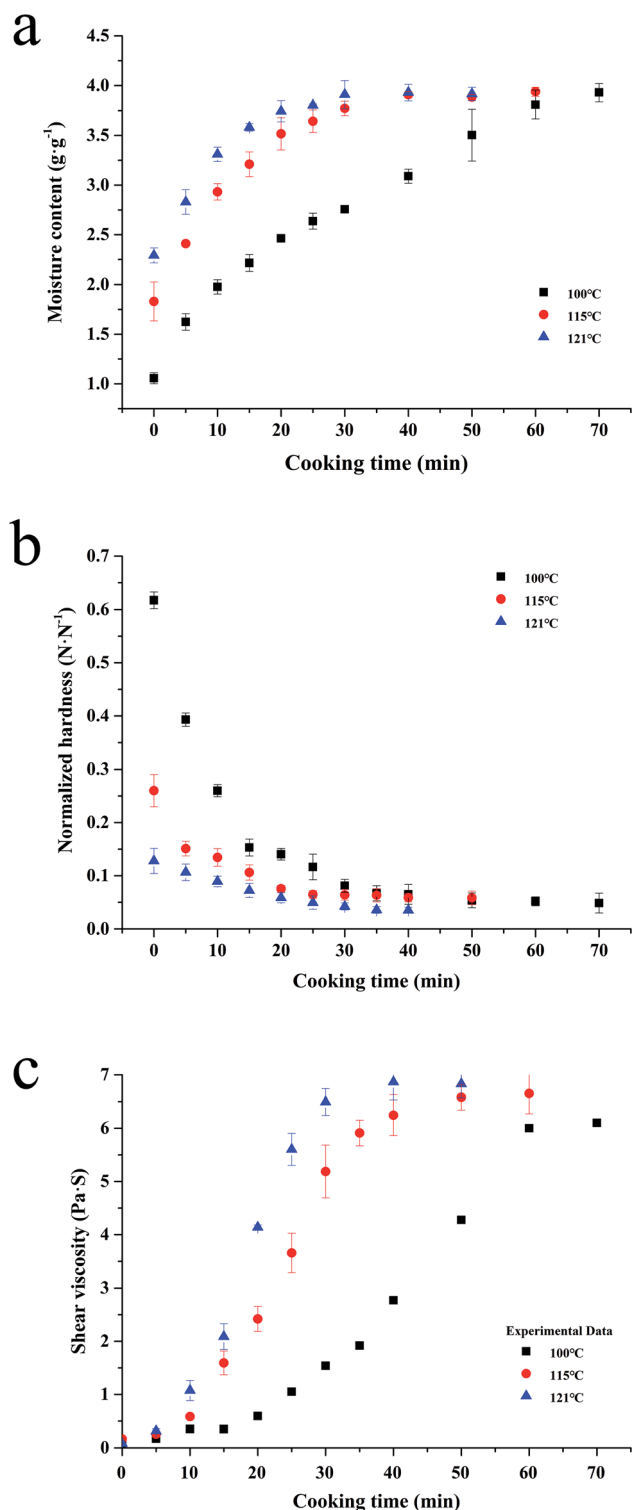 a
4.5
4.0
3.5
3.0
2.5
2.0
1.5
1.0
Moisture content (g·g⁻¹)
100℃
115℃
121℃
0 10 20 30 40 50 60 70
Cooking time (min)
b
0.7
0.6
0.5
0.4
0.3
0.2
0.1
0.0
Normalized hardness (N·N⁻¹)
100℃
115℃
121℃
0 10 20 30 40 50 60 70
Cooking time (min)
c
7
6
5
4
3
2
1
0
Shear viscosity (Pa·S)
Experimental Data
100℃
115℃
121℃
0 10 20 30 40 50 60 70
Cooking time (min)